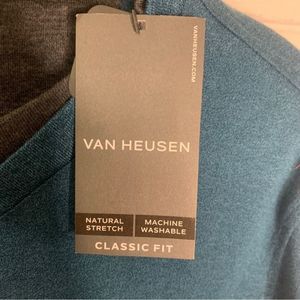 VANHEUSEN.COM
VAN HEUSEN
NATURAL STRETCH
MACHINE WASHABLE
CLASSIC FIT